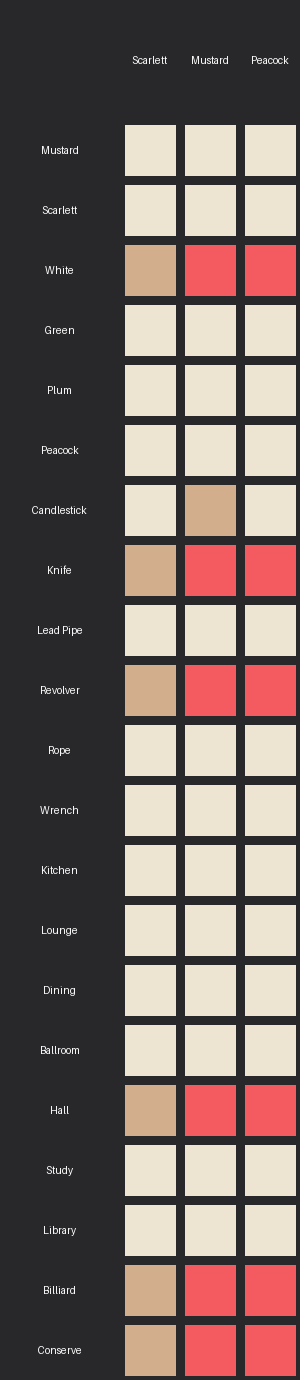 Scarlett Mustard Peacock
Mustard
Scarlett
White
Green
Plum
Peacock
Candlestick
Knife
Lead Pipe
Revolver
Rope
Wrench
Kitchen
Lounge
Dining
Ballroom
Hall
Study
Library
Billiard
Conserve